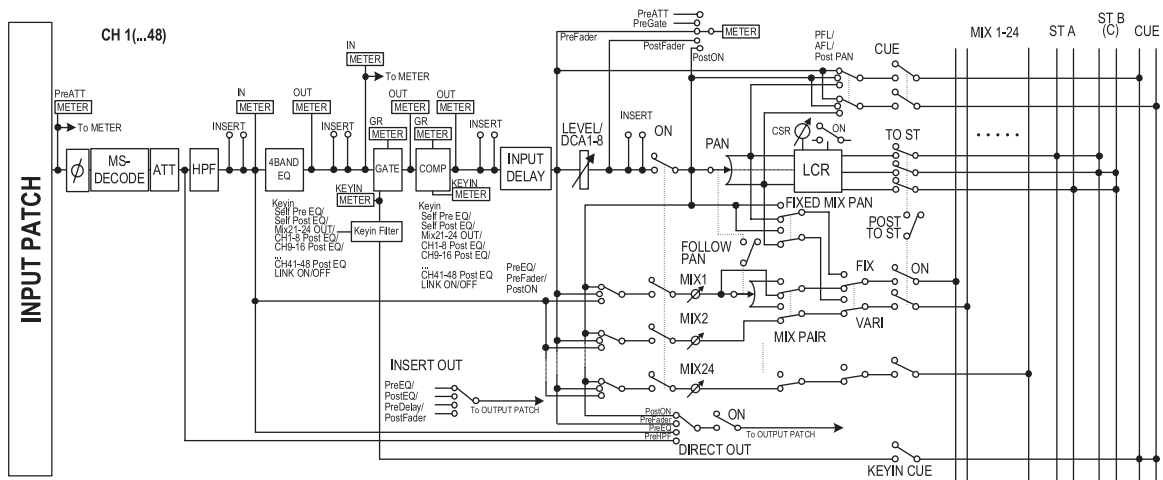 INPUT PATCH
CH 1(...48)
PreATT
METER
To METER
ϕ
MS-
DECODE
ATT
HPF
INSERT
IN
METER
4BAND
EQ
OUT
METER
INSERT
IN
METER
To METER
OUT
METER
GR
METER
GATE
OUT
METER
GR
METER
COMP
INSERT
KEYIN
METER
KEYIN
METER
Keyin Filter
Keyin
Self Pre EQ/
Self Post EQ/
Mix21-24 OUT/
CH1-8 Post EQ/
CH9-16 Post EQ/
...
CH41-48 Post EQ
LINK ON/OFF
Keyin
Self Pre EQ/
Self Post EQ/
Mix21-24 OUT/
CH1-8 Post EQ/
CH9-16 Post EQ/
...
CH41-48 Post EQ
LINK ON/OFF
INPUT
DELAY
PreATT
PreGate
PreFader
METER
PostFader
PostON
LEVEL/
DCA1-8
INSERT
ON
PAN
PFL/
AFL/
Post PAN
CUE
CSR
ON
LCR
TO ST
MIX 1-24
ST A
ST B
(C)
CUE
FIXED MIX PAN
POST
TO ST
FOLLOW
PAN
PreEQ/
PreFader/
PostON
MIX1
FIX
ON
VARI
MIX2
MIX PAIR
MIX24
INSERT OUT
PreEQ/
PostEQ/
PreDelay/
PostFader
To OUTPUT PATCH
PostON
PreFader
PreEQ
PreHPF
ON
To OUTPUT PATCH
DIRECT OUT
KEYIN CUE